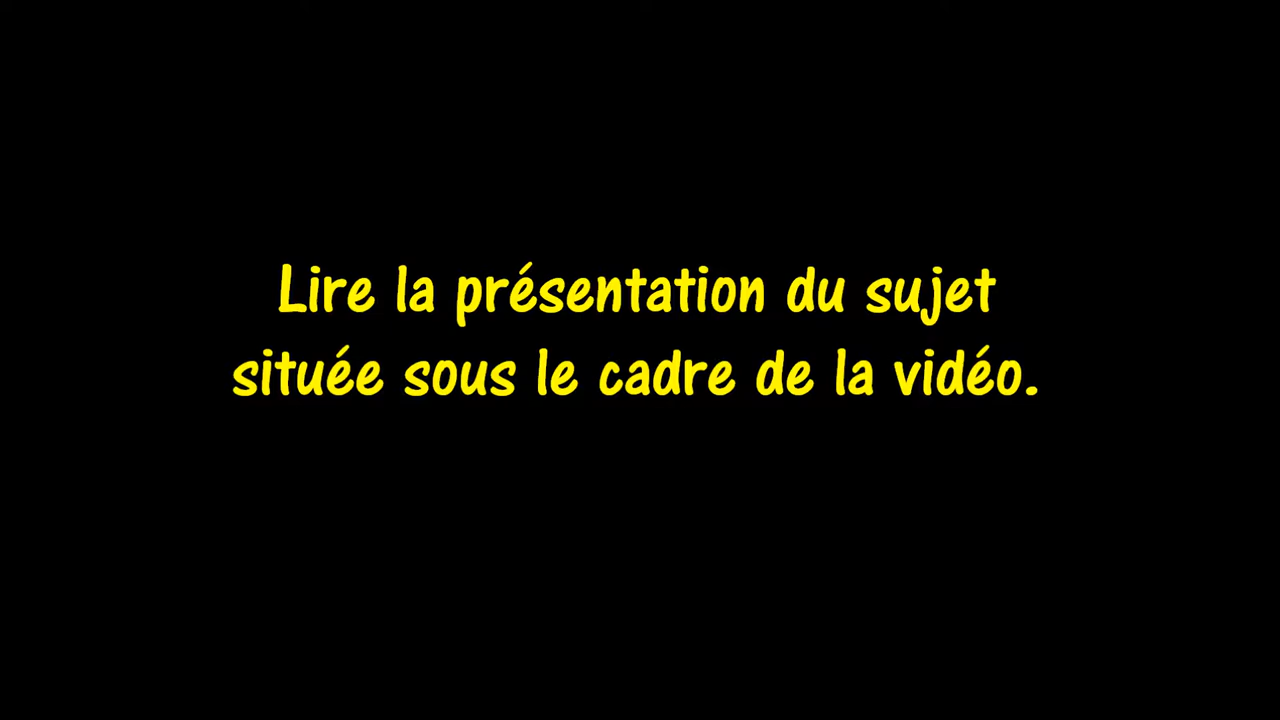 Lire la présentation du sujet
située sous le cadre de la vidéo.